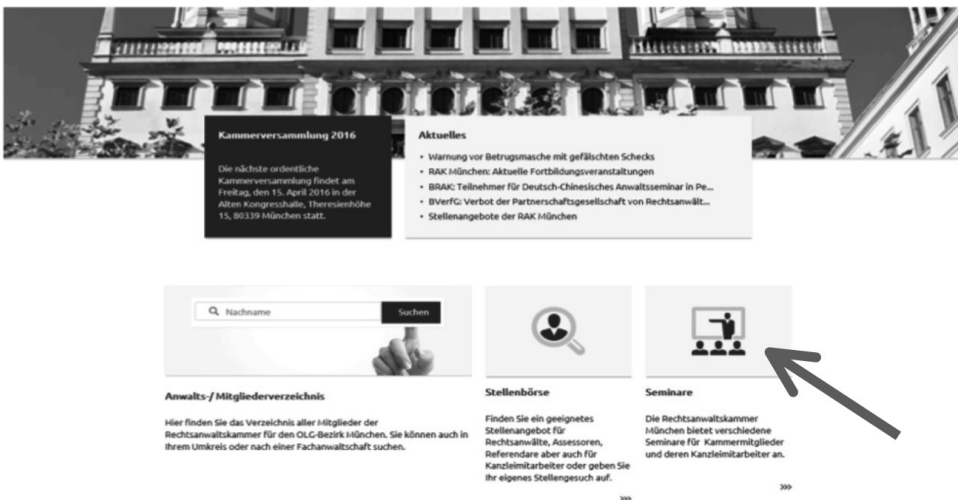 Kammerversammlung 2016
Die nächste ordentliche
Kammerversammlung findet am
Freitag, den 15. April 2016 in der
Alten Kongresshalle, Theresienhöhe
15, 80339 München statt.
Aktuelles
• Warnung vor Betrugsmasche mit gefälschten Schecks
• RAK München: Aktuelle Fortbildungsveranstaltungen
• BRAK: Teilnehmer für Deutsch-Chinesisches Anwaltsseminar in Pe...
• BVerfG: Verbot der Partnerschaftsgesellschaft von Rechtsanwält...
• Stellenangebote der RAK München
Nachname
Suchen
Anwalts-/ Mitgliederverzeichnis
Hier finden Sie das Verzeichnis aller Mitglieder der
Rechtsanwaltskammer für den OLG-Bezirk München. Sie können auch in
Ihrem Umkreis oder nach einer Fachanwaltschaft suchen.
Stellenbörse
Finden Sie ein geeignetes
Stellenangebot für
Rechtsanwälte, Assessoren,
Referendare aber auch für
Kanzleimitarbeiter oder geben Sie
Ihr eigenes Stellengesuch auf.
>>>
Seminare
Die Rechtsanwaltskammer
München bietet verschiedene
Seminare für Kammermitglieder
und deren Kanzleimitarbeiter an.
>>>